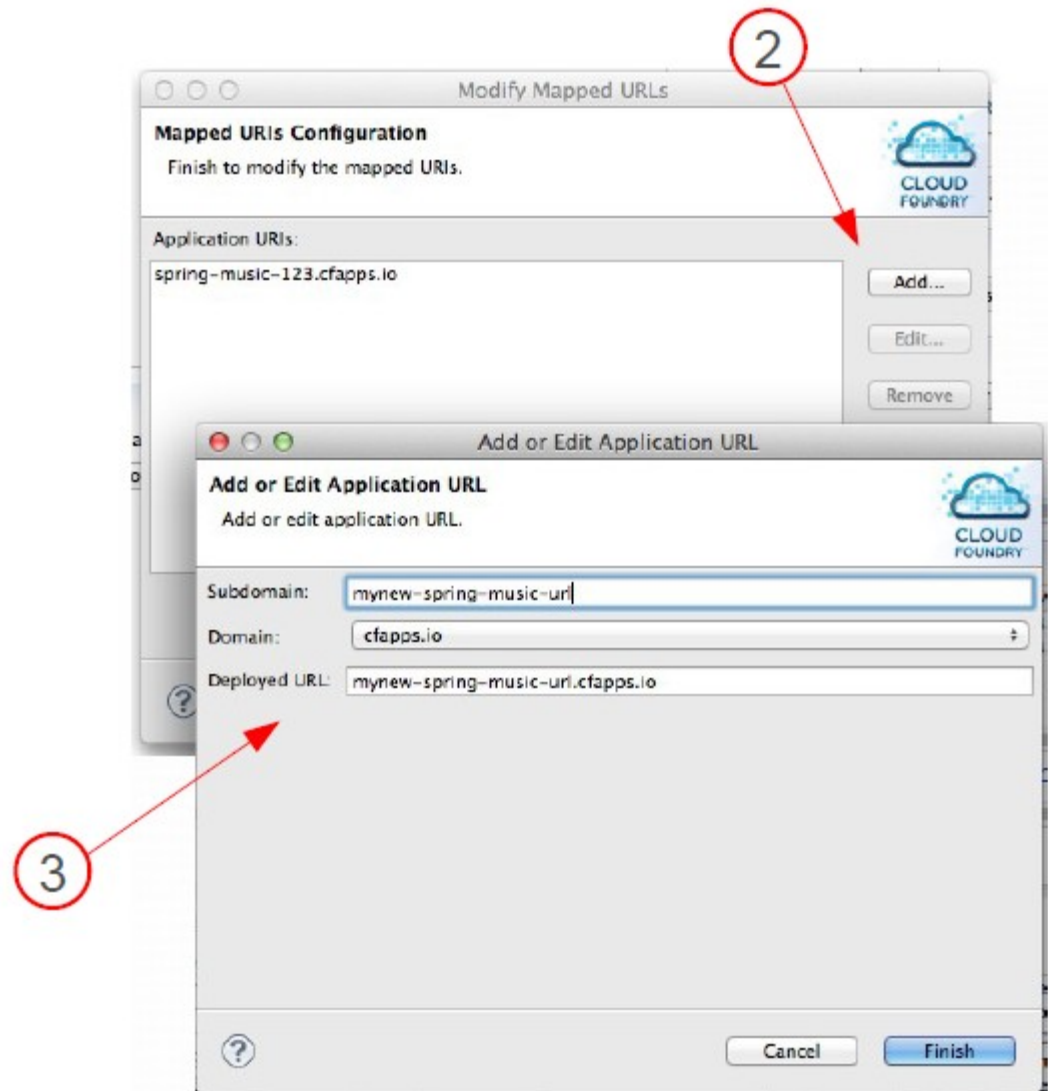 2
Modify Mapped URLs
Mapped URIs Configuration
Finish to modify the mapped URIs.
CLOUD
FOUNDRY
Application URIs:
spring-music-123.cfapps.io
Add...
Edit...
Remove
Add or Edit Application URL
Add or Edit Application URL
Add or edit application URL.
CLOUD
FOUNDRY
Subdomain: mynew-spring-music-url
Domain: cfapps.io
Deployed URL: mynew-spring-music-url.cfapps.io
?
3
? Cancel Finish